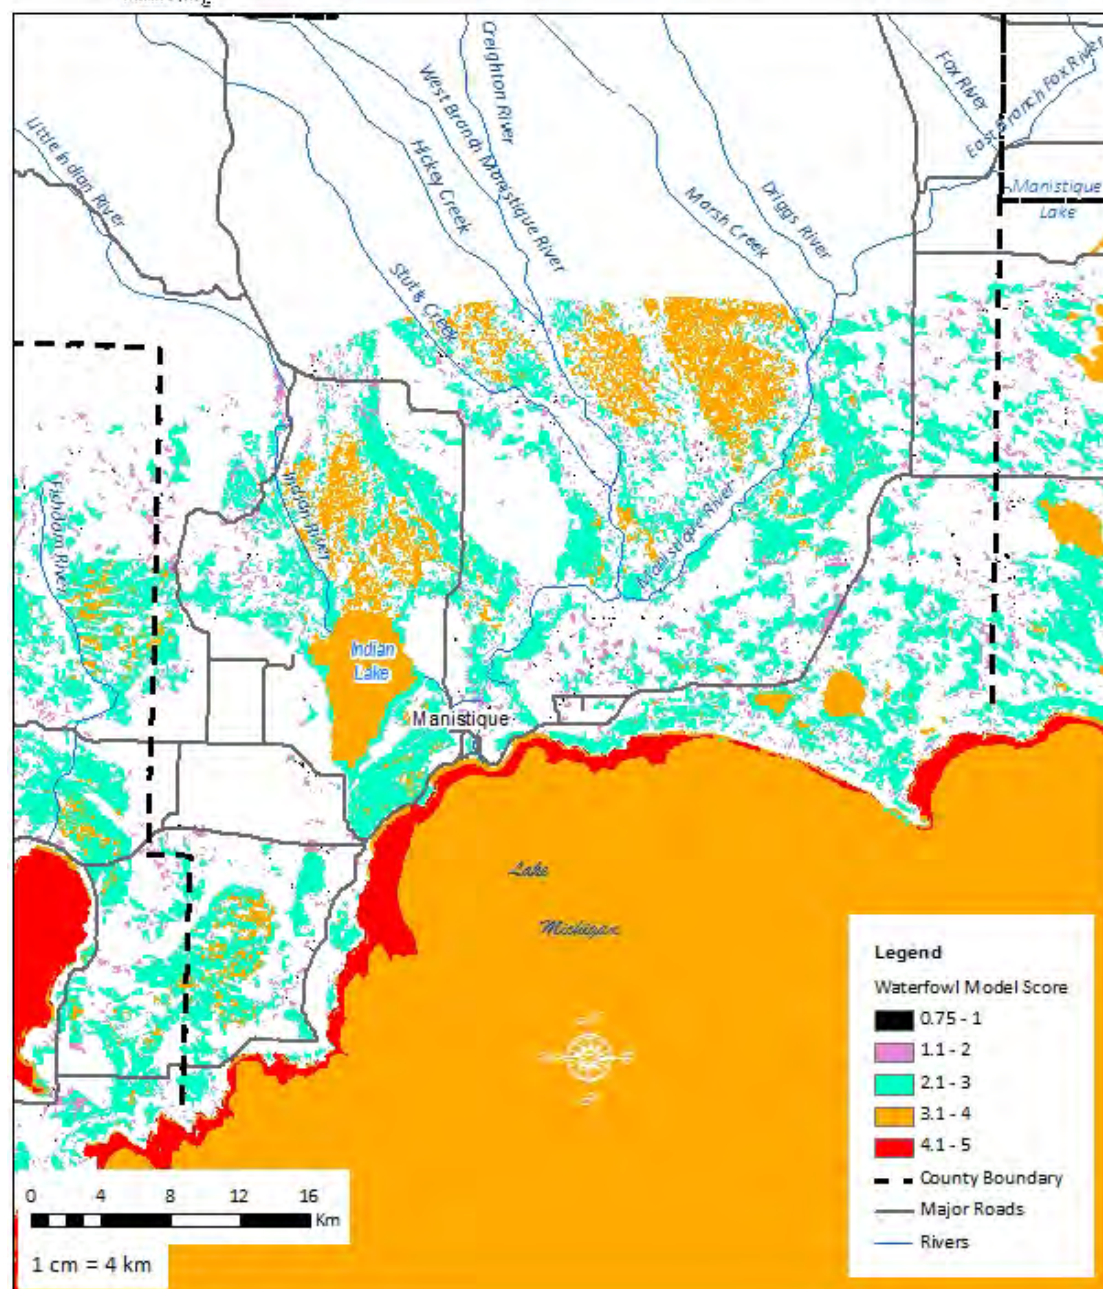 Creighton River
West Branch Manistique River
Hickey Creek
Stutts Creek
Little Indian River
Marsh Creek
Driggs River
Fox River
East Branch Fox River
Manistique
Lake
Fishdam River
Indian River
Manistique River
Indian
Lake
Manistique
Lake
Michigan
Legend
Waterfowl Model Score
0.75 - 1
1.1 - 2
2.1 - 3
3.1 - 4
4.1 - 5
County Boundary
Major Roads
Rivers
0 4 8 12 16
Km
1 cm = 4 km